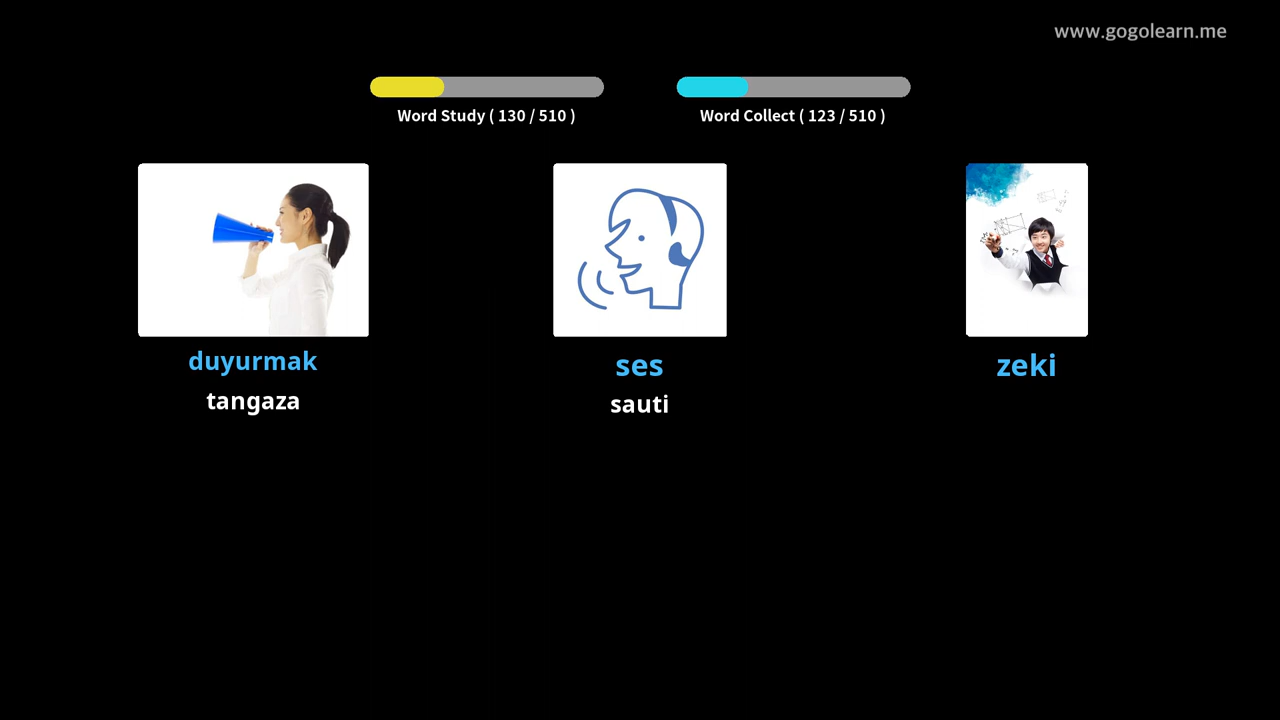 www.gogolearn.me
Word Study ( 130 / 510 )
Word Collect ( 123 / 510 )
duyurmak
tangaza
ses
sauti
zeki